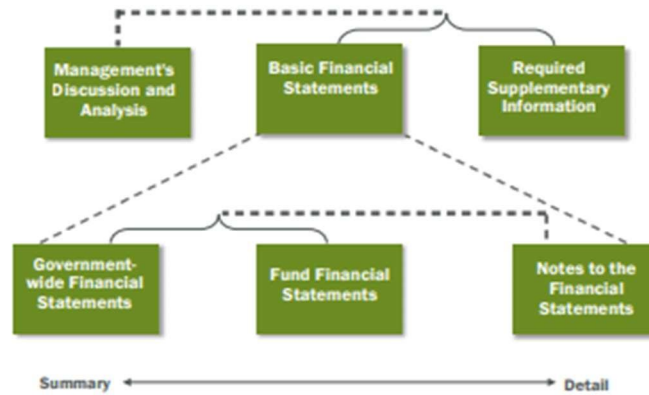 Management's
Discussion and
Analysis
Basic Financial
Statements
Required
Supplementary
Information
Government-
wide Financial
Statements
Fund Financial
Statements
Notes to the
Financial
Statements
Summary
Detail